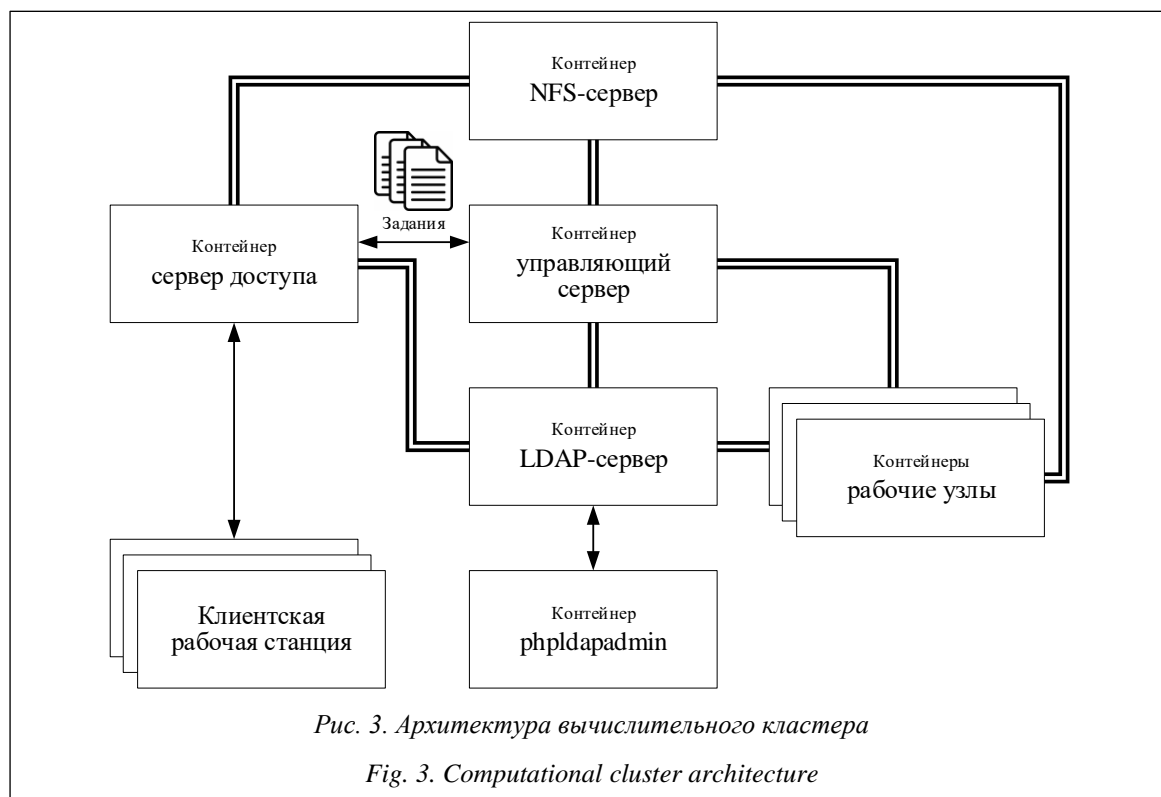 Контейнер
NFS-сервер
Задания
Контейнер
сервер доступа
Контейнер
управляющий
сервер
Контейнер
LDAP-сервер
Контейнеры
рабочие узлы
Клиентская
рабочая станция
Контейнер
phpldapadmin
Рис. 3. Архитектура вычислительного кластера
Fig. 3. Computational cluster architecture